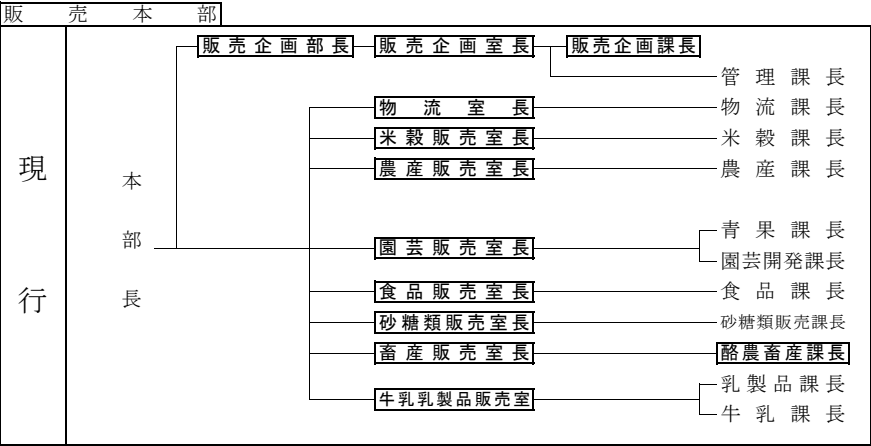 販売本部
販売企画部長 販売企画室長 販売企画課長
管理課長
物流室長 物流課長
米穀販売室長 米穀課長
現行
本部長
農産販売室長 農産課長
青果課長
園芸販売室長
園芸開発課長
食品販売室長 食品課長
砂糖類販売室長 砂糖類販売課長
畜産販売室長 酪農畜産課長
乳製品課長
牛乳乳製品販売室
牛乳課長